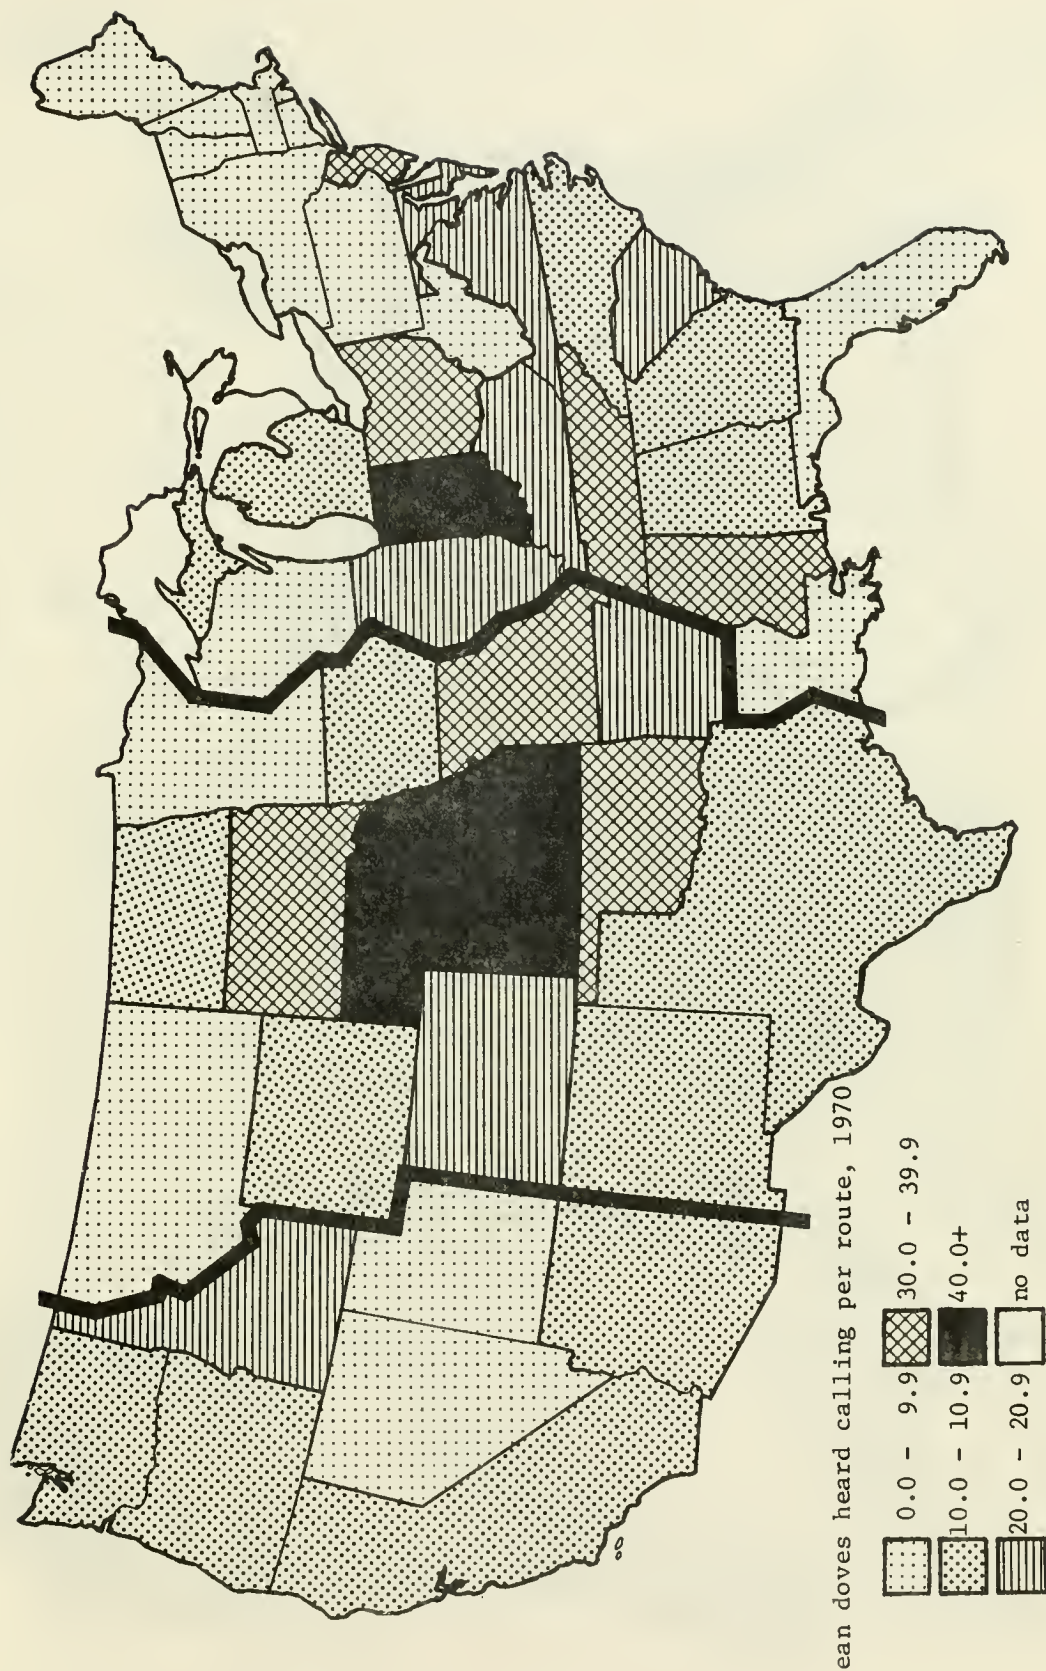 ean doves heard calling per route, 1970
0.0 - 9.9 30.0 - 39.9
10.0 - 10.9 40.0+
20.0 - 20.9 no data